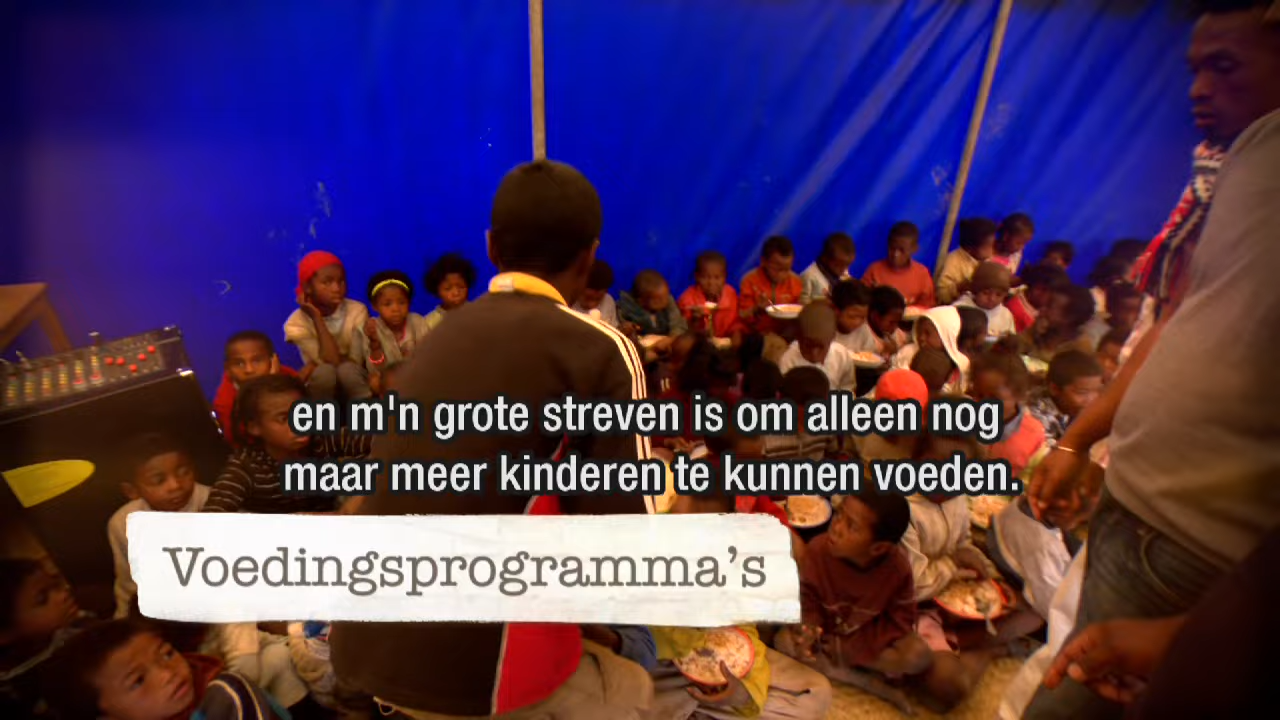 en m'n grote streven is om alleen nog
maar meer kinderen te kunnen voeden.
Voedingsprogramma's